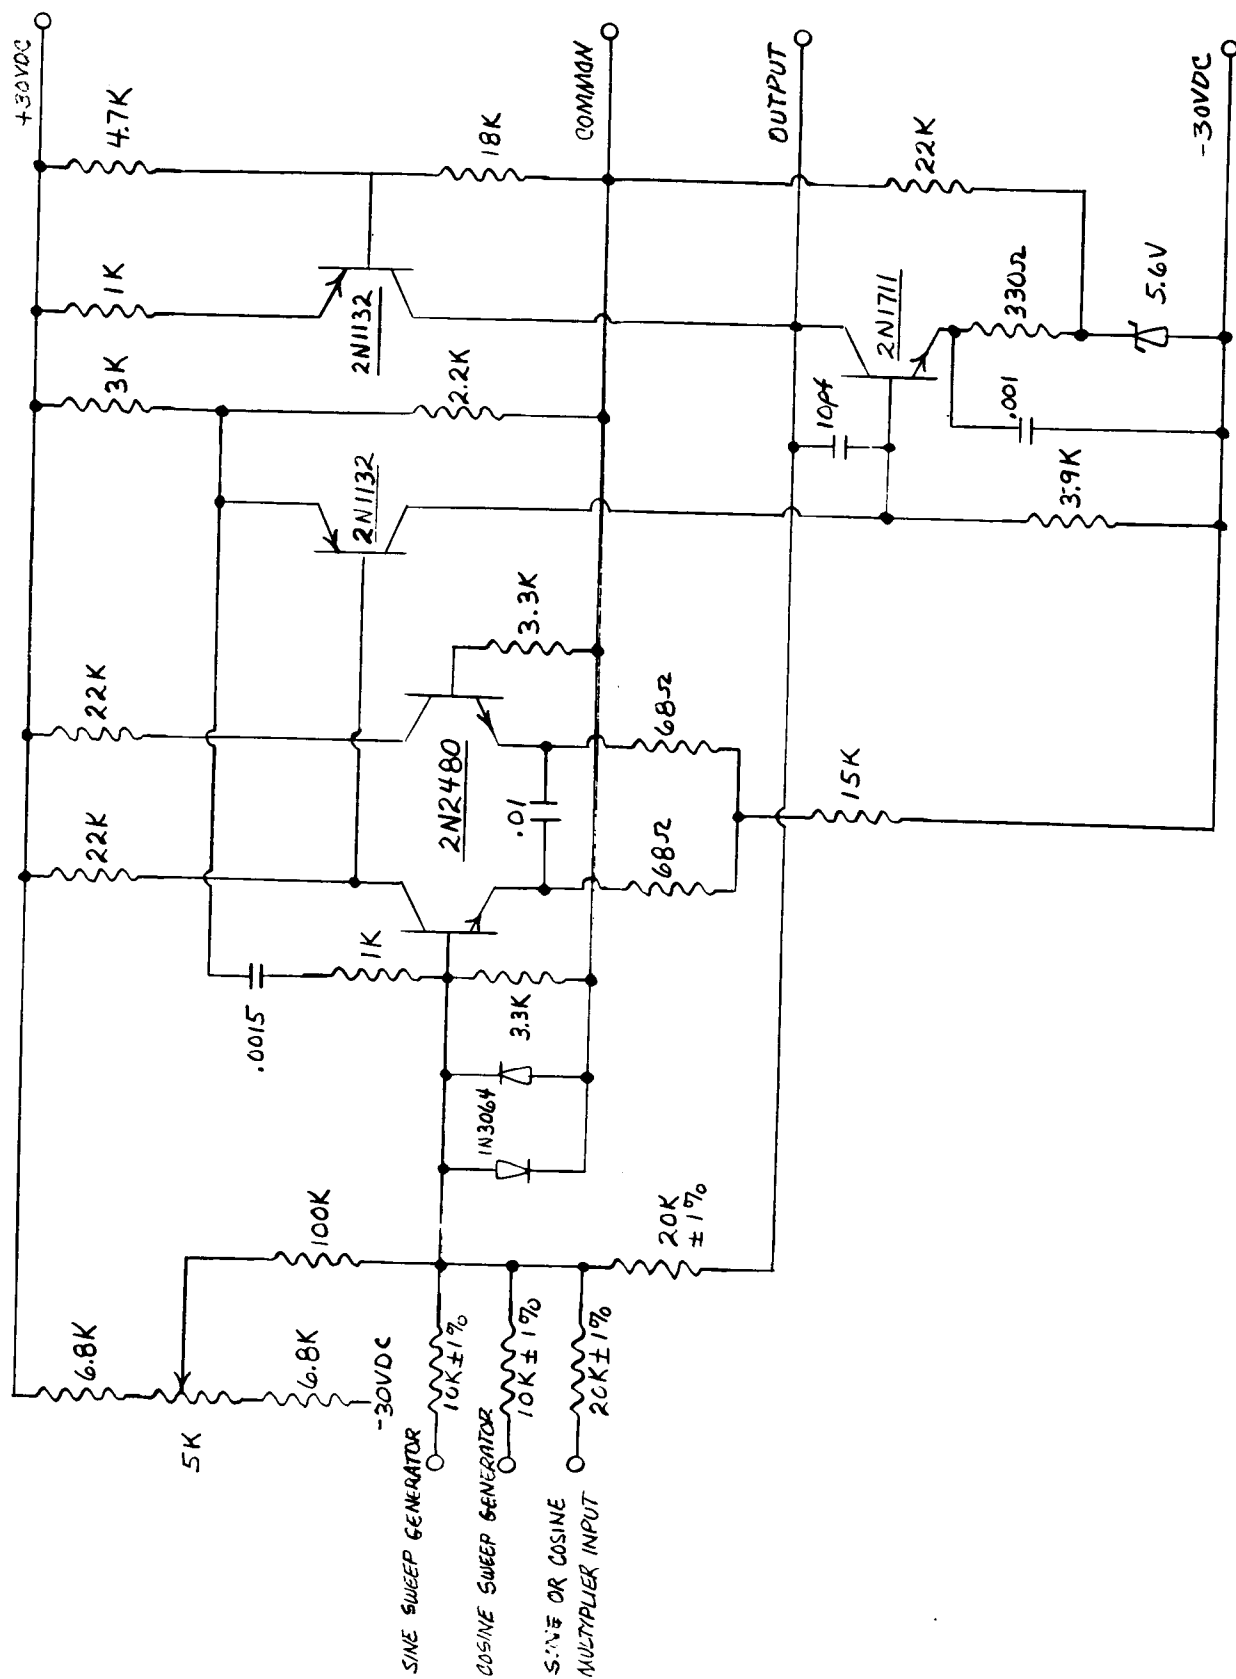 +30VDC
4.7K
18K
COMMON
OUTPUT
22K
-30VDC
1K
2N1132
2N1711
330Ω
5.6V
3K
2.2K
10pf
.001
2N1132
3.9K
3.3K
22K
2N2480
68Ω
15K
22K
.01
68Ω
1K
.0015
3.3K
1N3064
100K
20K
±1%
6.8K
5K
6.8K
-30VDC
10K±1%
10K±1%
20K±1%
SINE SWEEP GENERATOR
COSINE SWEEP GENERATOR
SINE OR COSINE
MULTIPLIER INPUT